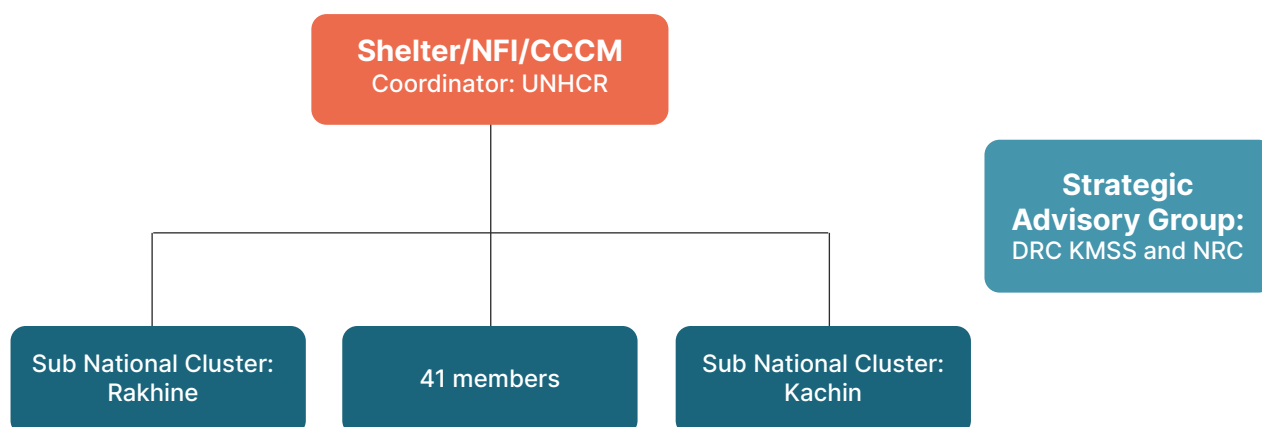 Shelter/NFI/CCCM
Coordinator: UNHCR
Strategic
Advisory Group:
DRC KMSS and NRC
Sub National Cluster:
Rakhine
41 members
Sub National Cluster:
Kachin